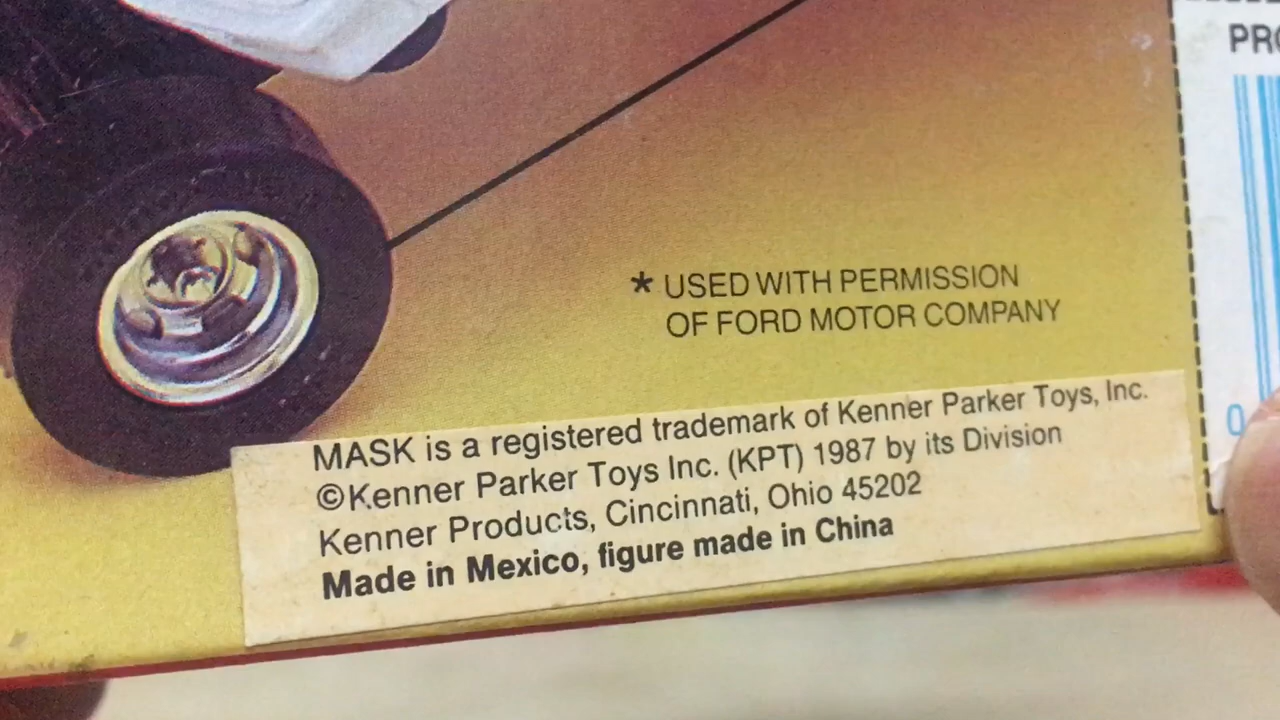 * USED WITH PERMISSION
OF FORD MOTOR COMPANY
MASK is a registered trademark of Kenner Parker Toys, Inc.
©Kenner Parker Toys Inc. (KPT) 1987 by its Division
Kenner Products, Cincinnati, Ohio 45202
Made in Mexico, figure made in China
0